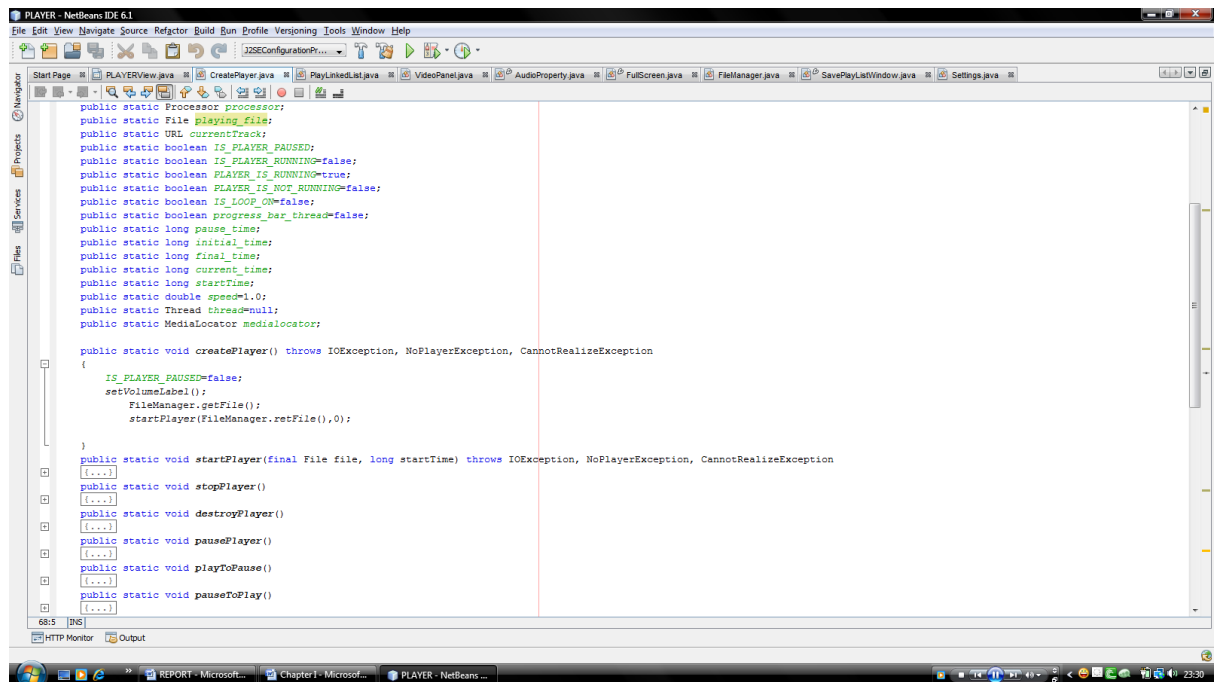 PLAYER - NetBeans IDE 6.1
File Edit View Navigate Source Refactor Build Run Profile Versioning Tools Window Help
J2SEConfigurationPr...
Start Page PLAYERView.java CreatePlayer.java PlayLinkedList.java VideoPanel.java AudioProperty.java FullScreen.java FileManager.java SavePlayListWindow.java Settings.java
Navigator
Projects
Services
Files
public static Processor processor;
public static File playing_file;
public static URL currentTrack;
public static boolean IS_PLAYER_PAUSED;
public static boolean IS_PLAYER_RUNNING=false;
public static boolean PLAYER_IS_RUNNING=true;
public static boolean PLAYER_IS_NOT_RUNNING=false;
public static boolean IS_LOOP_ON=false;
public static boolean progress_bar_thread=false;
public static long pause_time;
public static long initial_time;
public static long final_time;
public static long current_time;
public static long startTime;
public static double speed=1.0;
public static Thread thread=null;
public static MediaLocator medialocator;
public static void createPlayer() throws IOException, NoPlayerException, CannotRealizeException
{
IS_PLAYER_PAUSED=false;
setVolumeLabel();
FileManager.getFile();
startPlayer(FileManager.retFile(),0);
}
public static void startPlayer(final File file, long startTime) throws IOException, NoPlayerException, CannotRealizeException
{...}
public static void stopPlayer()
{...}
public static void destroyPlayer()
{...}
public static void pausePlayer()
{...}
public static void playToPause()
{...}
public static void pauseToPlay()
{...}
68:5 INS
HTTP Monitor Output
REPORT - Microsoft... Chapter I - Microsof... PLAYER - NetBeans ... 23:30